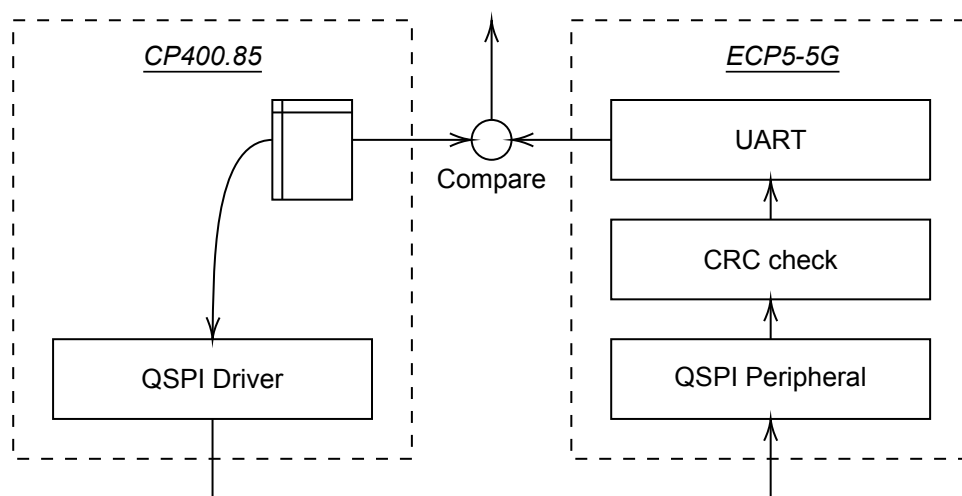 CP400.85
ECP5-5G
UART
Compare
CRC check
QSPI Driver
QSPI Peripheral